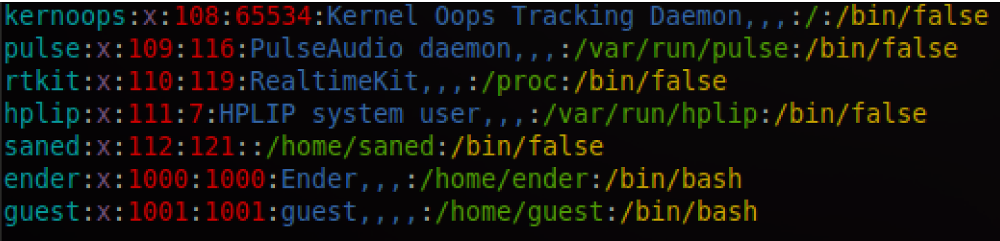 kernoops:x:108:65534:Kernel Oops Tracking Daemon,,,:/:/bin/false
pulse:x:109:116:PulseAudio daemon,,,:/var/run/pulse:/bin/false
rtkit:x:110:119:RealtimeKit,,,:/proc:/bin/false
hplip:x:111:7:HPLIP system user,,,:/var/run/hplip:/bin/false
saned:x:112:121::/home/saned:/bin/false
ender:x:1000:1000:Ender,,,:/home/ender:/bin/bash
guest:x:1001:1001:guest,,,,:/home/guest:/bin/bash